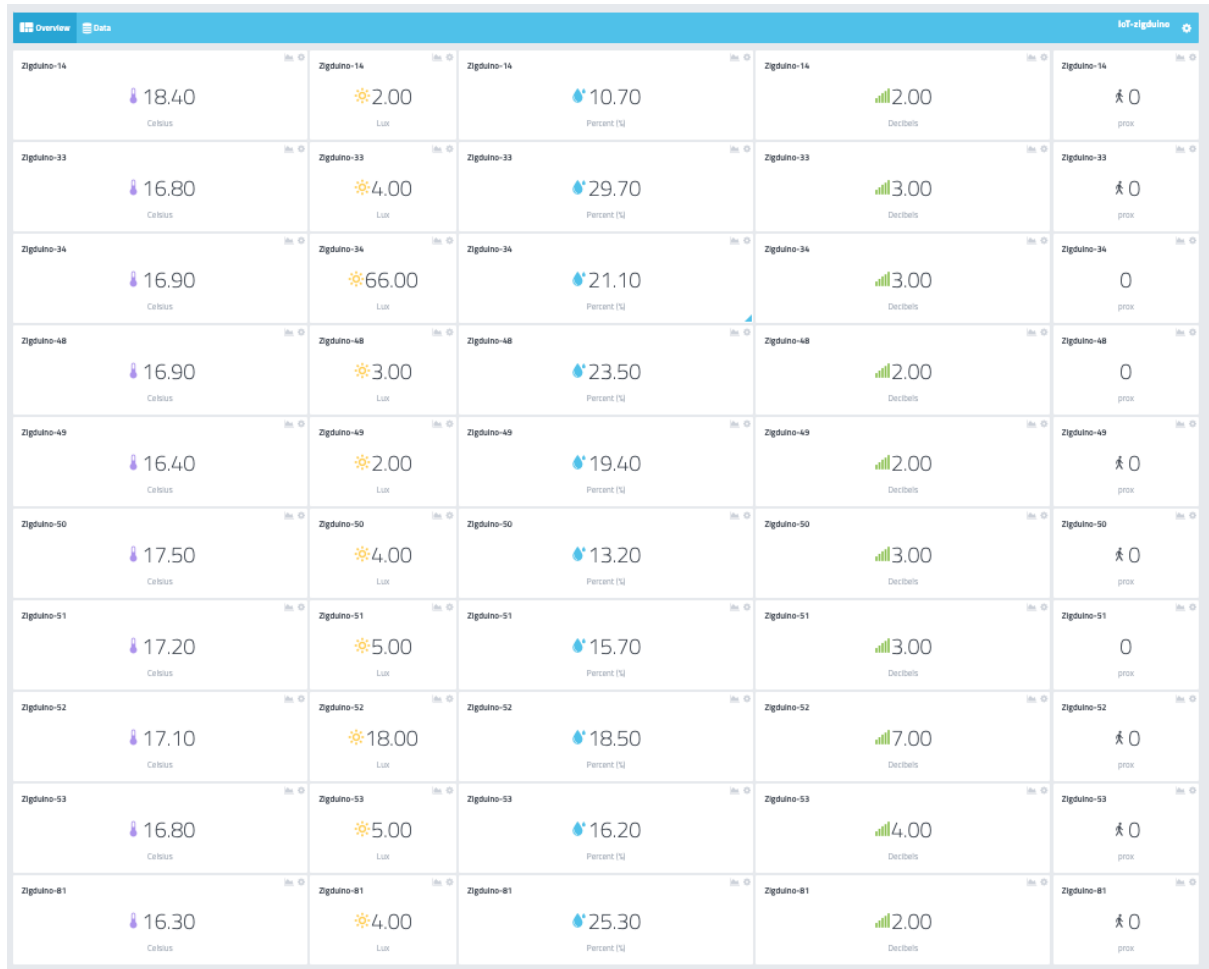 Overview Data IoT-zigduino
Zigduino-14 Zigduino-14 Zigduino-14 Zigduino-14 Zigduino-14
18.40 2.00 10.70 2.00 0
Celsius Lux Percent (%) Decibels prox
Zigduino-33 Zigduino-33 Zigduino-33 Zigduino-33 Zigduino-33
16.80 4.00 29.70 3.00 0
Celsius Lux Percent (%) Decibels prox
Zigduino-34 Zigduino-34 Zigduino-34 Zigduino-34 Zigduino-34
16.90 66.00 21.10 3.00 0
Celsius Lux Percent (%) Decibels prox
Zigduino-48 Zigduino-48 Zigduino-48 Zigduino-48 Zigduino-48
16.90 3.00 23.50 2.00 0
Celsius Lux Percent (%) Decibels prox
Zigduino-49 Zigduino-49 Zigduino-49 Zigduino-49 Zigduino-49
16.40 2.00 19.40 2.00 0
Celsius Lux Percent (%) Decibels prox
Zigduino-50 Zigduino-50 Zigduino-50 Zigduino-50 Zigduino-50
17.50 4.00 13.20 3.00 0
Celsius Lux Percent (%) Decibels prox
Zigduino-51 Zigduino-51 Zigduino-51 Zigduino-51 Zigduino-51
17.20 5.00 15.70 3.00 0
Celsius Lux Percent (%) Decibels prox
Zigduino-52 Zigduino-52 Zigduino-52 Zigduino-52 Zigduino-52
17.10 18.00 18.50 7.00 0
Celsius Lux Percent (%) Decibels prox
Zigduino-53 Zigduino-53 Zigduino-53 Zigduino-53 Zigduino-53
16.80 5.00 16.20 4.00 0
Celsius Lux Percent (%) Decibels prox
Zigduino-81 Zigduino-81 Zigduino-81 Zigduino-81 Zigduino-81
16.30 4.00 25.30 2.00 0
Celsius Lux Percent (%) Decibels prox